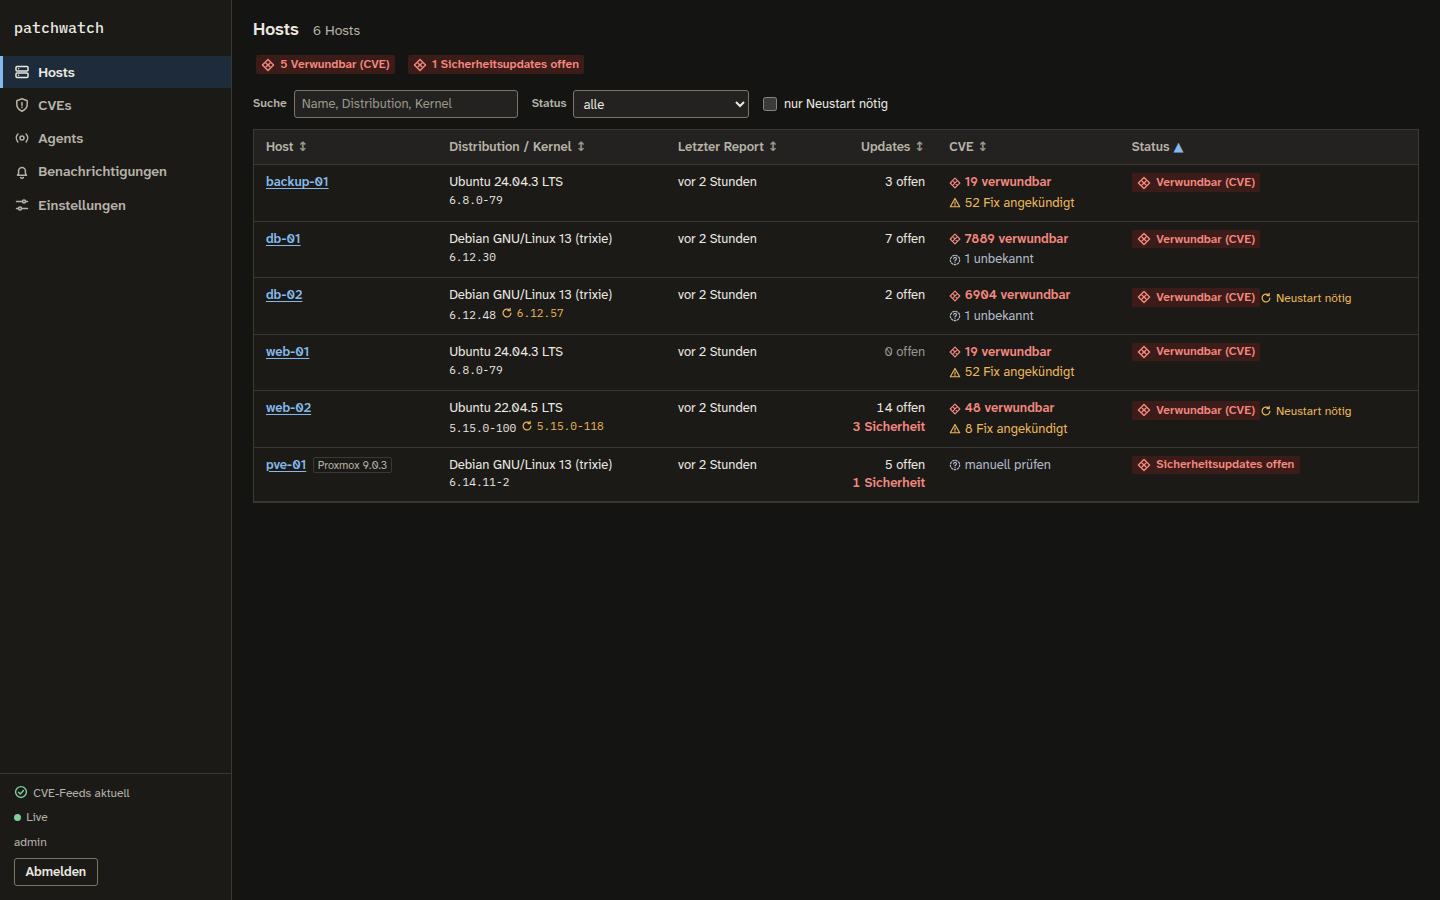 patchwatch
Hosts
CVEs
Agents
Benachrichtigungen
Einstellungen
CVE-Feeds aktuell
Live
admin
Abmelden
Hosts 6 Hosts
5 Verwundbar (CVE) 1 Sicherheitsupdates offen
Suche Name, Distribution, Kernel Status alle nur Neustart nötig
Host Distribution / Kernel Letzter Report Updates CVE Status
backup-01 Ubuntu 24.04.3 LTS vor 2 Stunden 3 offen 19 verwundbar Verwundbar (CVE)
6.8.0-79 52 Fix angekündigt
db-01 Debian GNU/Linux 13 (trixie) vor 2 Stunden 7 offen 7889 verwundbar Verwundbar (CVE)
6.12.30 1 unbekannt
db-02 Debian GNU/Linux 13 (trixie) vor 2 Stunden 2 offen 6904 verwundbar Verwundbar (CVE) Neustart nötig
6.12.48 6.12.57 1 unbekannt
web-01 Ubuntu 24.04.3 LTS vor 2 Stunden 0 offen 19 verwundbar Verwundbar (CVE)
6.8.0-79 52 Fix angekündigt
web-02 Ubuntu 22.04.5 LTS vor 2 Stunden 14 offen 48 verwundbar Verwundbar (CVE) Neustart nötig
5.15.0-100 5.15.0-118 3 Sicherheit 8 Fix angekündigt
pve-01 Proxmox 9.0.3 Debian GNU/Linux 13 (trixie) vor 2 Stunden 5 offen manuell prüfen Sicherheitsupdates offen
6.14.11-2 1 Sicherheit